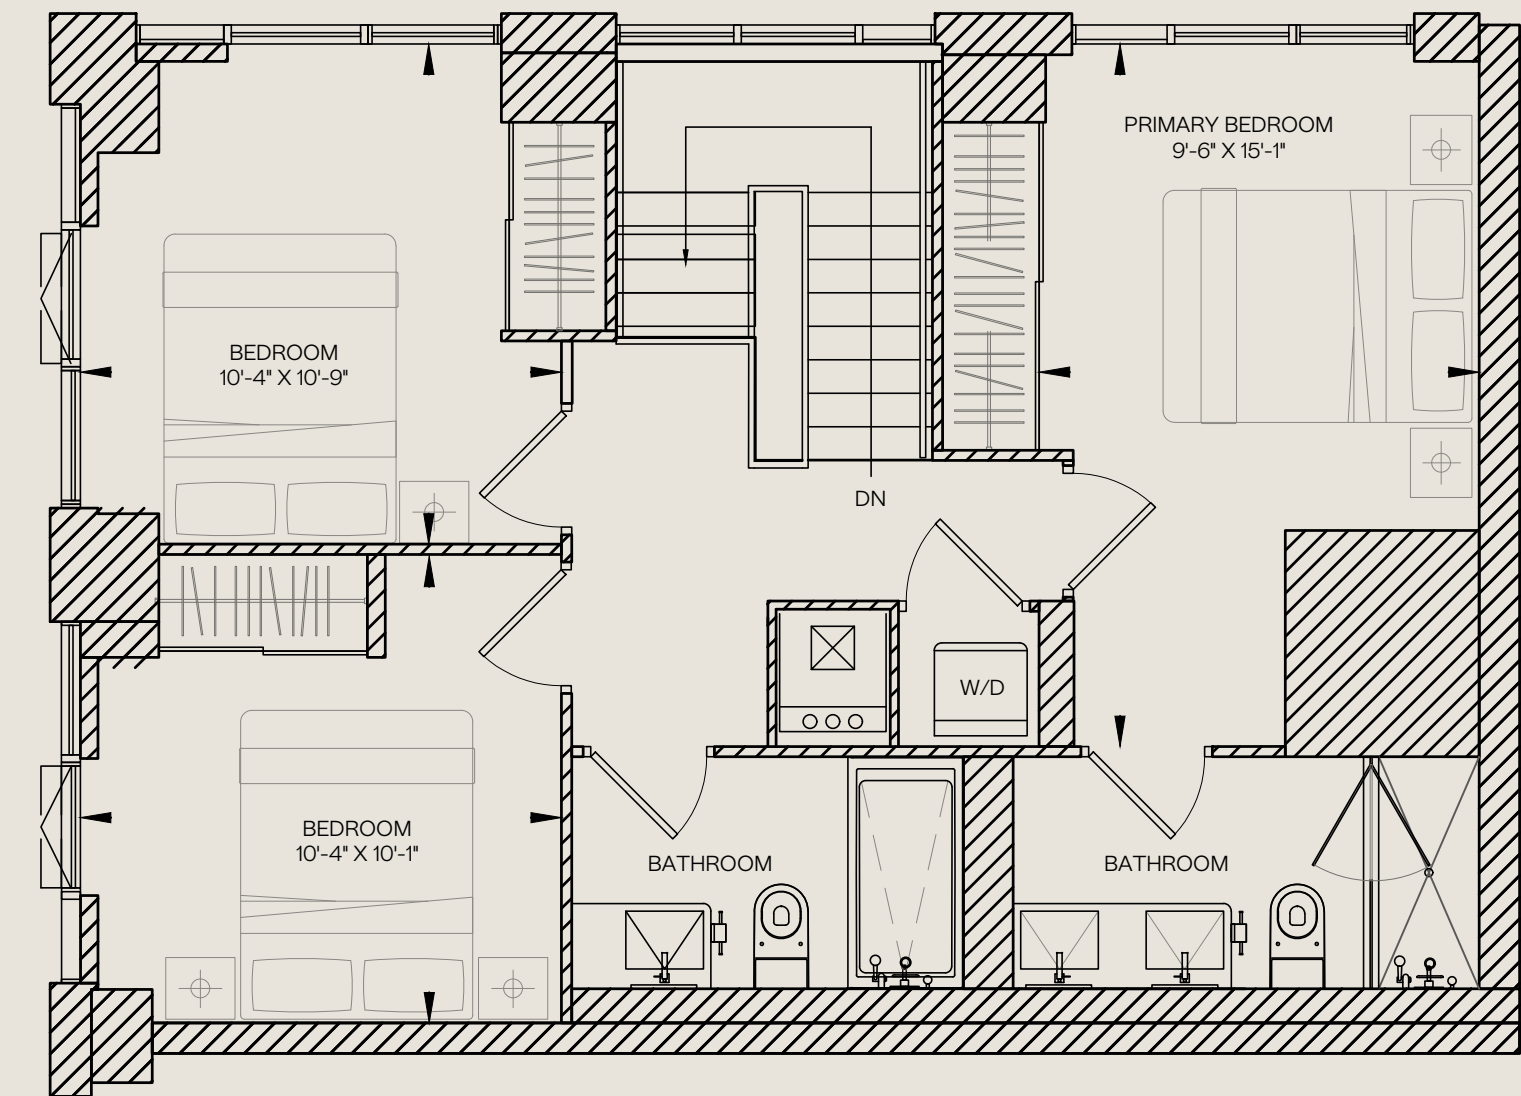 PRIMARY BEDROOM
9'-6" X 15'-1"
BEDROOM
10'-4" X 10'-9"
DN
W/D
BEDROOM
10'-4" X 10'-1"
BATHROOM
BATHROOM